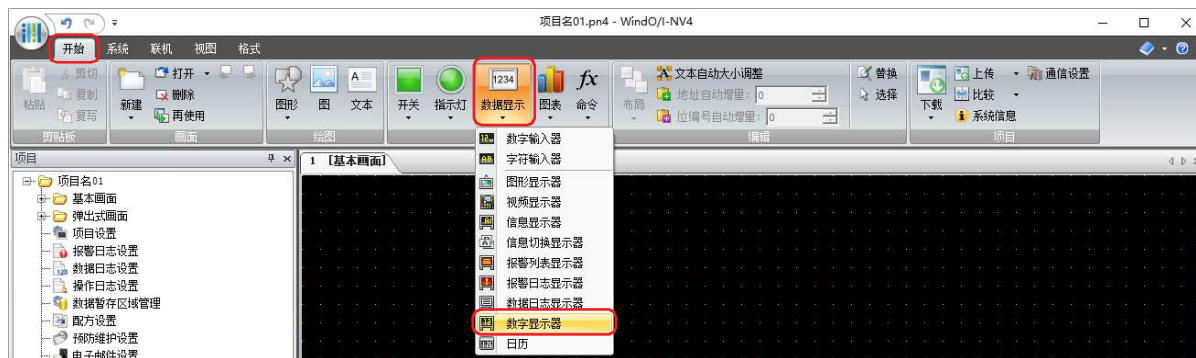 项目名01.pn4 - WindO/I-NV4
开始 系统 联机 视图 格式
剪切 打开 文本自动大小调整 替换 上传 通信设置
复制 删除 地址自动增量: 0 选择 比较
复写 再使用 位编号自动增量: 0 系统信息
粘贴 新建 图形 图 文本 开关 指示灯 1234 数据显示 图表 fx 命令 布局 下载
剪贴板 画面 绘图 编辑 项目
项目
1 [基本画面]
数字输入器
字符输入器
图形显示器
视频显示器
信息显示器
信息切换显示器
报警列表显示器
报警日志显示器
数据日志显示器
数字显示器
日历
项目名01
基本画面
弹出式画面
项目设置
报警日志设置
数据日志设置
操作日志设置
数据暂存区域管理
配方设置
预防维护设置
电子邮件设置